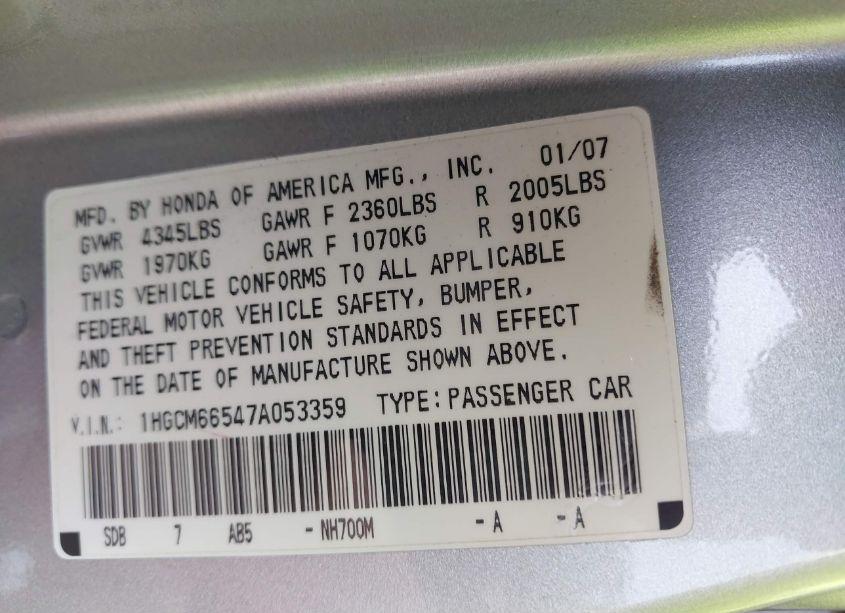 MFD. BY HONDA OF AMERICA MFG., INC. 01/07
GVWR 4345LBS GAWR F 2360LBS R 2005LBS
GVWR 1970KG GAWR F 1070KG R 910KG
THIS VEHICLE CONFORMS TO ALL APPLICABLE
FEDERAL MOTOR VEHICLE SAFETY, BUMPER,
AND THEFT PREVENTION STANDARDS IN EFFECT
ON THE DATE OF MANUFACTURE SHOWN ABOVE.
V.I.N.: 1HGCM66547A053359 TYPE:PASSENGER CAR
SDB 7 AB5 -NH700M -A -A